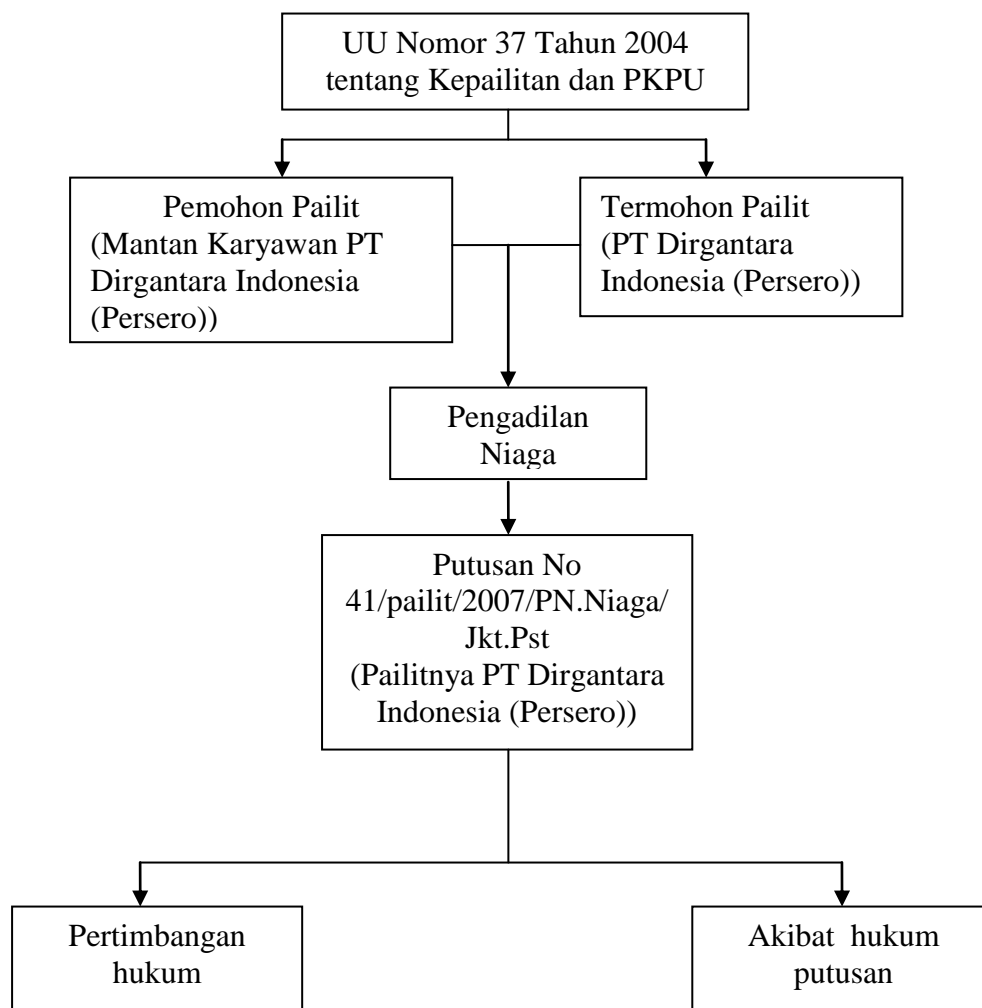 UU Nomor 37 Tahun 2004
tentang Kepailitan dan PKPU
Pemohon Pailit
(Mantan Karyawan PT
Dirgantara Indonesia
(Persero))
Termohon Pailit
(PT Dirgantara
Indonesia (Persero))
Pengadilan
Niaga
Putusan No
41/pailit/2007/PN.Niaga/
Jkt.Pst
(Pailitnya PT Dirgantara
Indonesia (Persero))
Pertimbangan
hukum
Akibat hukum
putusan